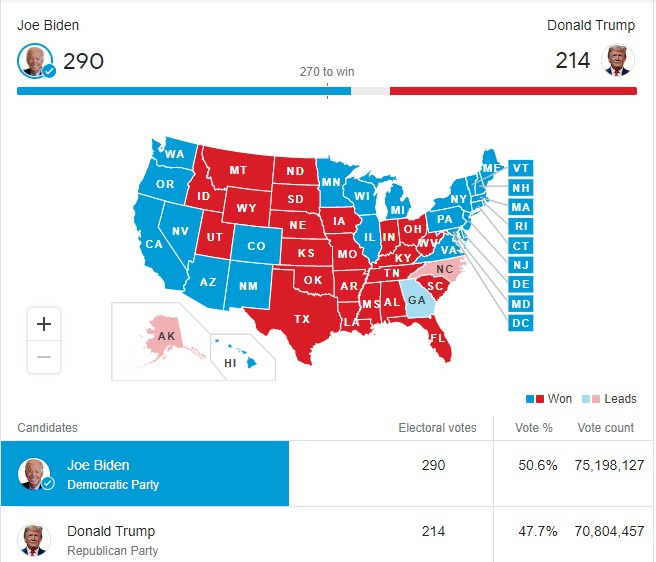 Joe Biden
Donald Trump
290
214
270 to win
WA
OR
CA
NV
ID
MT
WY
UT
AZ
CO
NM
ND
SD
NE
KS
OK
TX
MN
IA
MO
AR
LA
WI
IL
MI
IN
OH
KY
TN
MS
AL
GA
FL
SC
NC
WV
VA
PA
NY
ME
VT
NH
MA
RI
CT
NJ
DE
MD
DC
AK
HI
+
−
Won
Leads
Candidates Electoral votes Vote % Vote count
Joe Biden
Democratic Party
290 50.6% 75,198,127
Donald Trump
Republican Party
214 47.7% 70,804,457